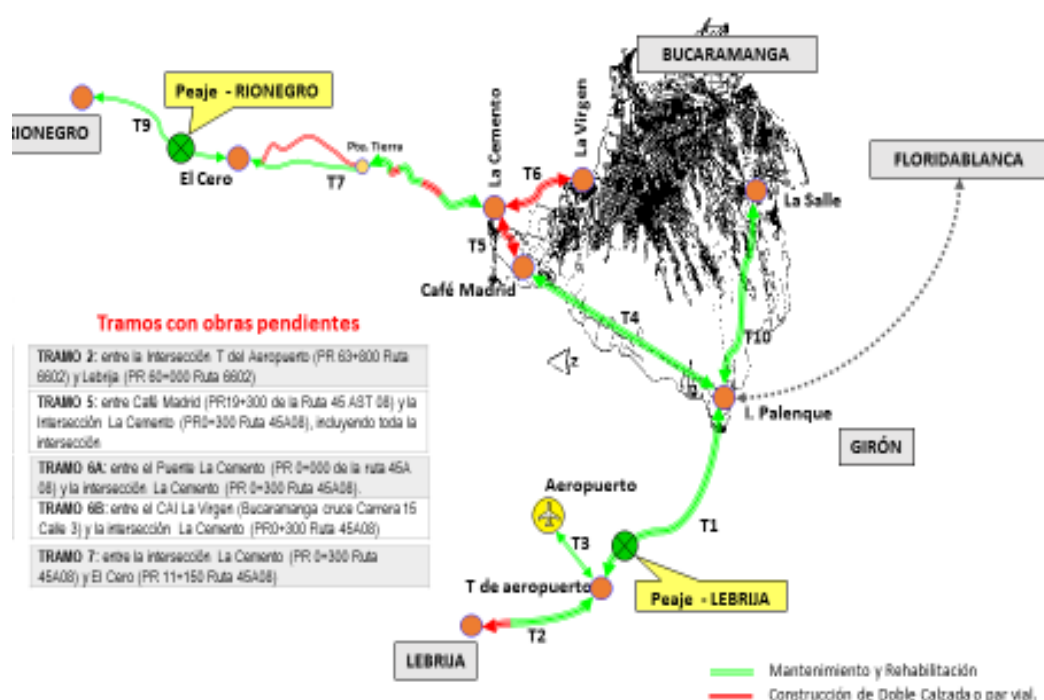 BUCARAMANGA
Peaje - RIONEGRO
RIONEGRO
T9
El Cero
Pte. Tierra
T7
La Cemento
La Virgen
T6
T5
Café Madrid
FLORIDABLANCA
La Salle
T4
T10
Z
I. Palenque
GIRÓN
Tramos con obras pendientes
TRAMO 2: entre la Intersección T del Aeropuerto (PR 63+800 Ruta
6602) y Lebrija (PR 60+000 Ruta 6602)
TRAMO 5: entre Café Madrid (PR19+300 de la Ruta 45 AST 08) y la
Intersección La Cemento (PR0+300 Ruta 45A08), incluyendo toda la
intersección
TRAMO 6A: entre el Puente La Cemento (PR 0+000 de la ruta 45A
08) y la intersección La Cemento (PR 0+300 Ruta 45A08).
TRAMO 6B: entre el CAI La Virgen (Bucaramanga cruce Carrera 15
Calle 3) y la intersección La Cemento (PR0+300 Ruta 45A08)
TRAMO 7: entre la intersección La Cemento (PR 0+300 Ruta
45A08) y El Cero (PR 11+150 Ruta 45A08)
Aeropuerto
T3
T1
T de aeropuerto
Peaje - LEBRIJA
T2
LEBRIJA
Mantenimiento y Rehabilitación
Construcción de Doble Calzada o par vial.